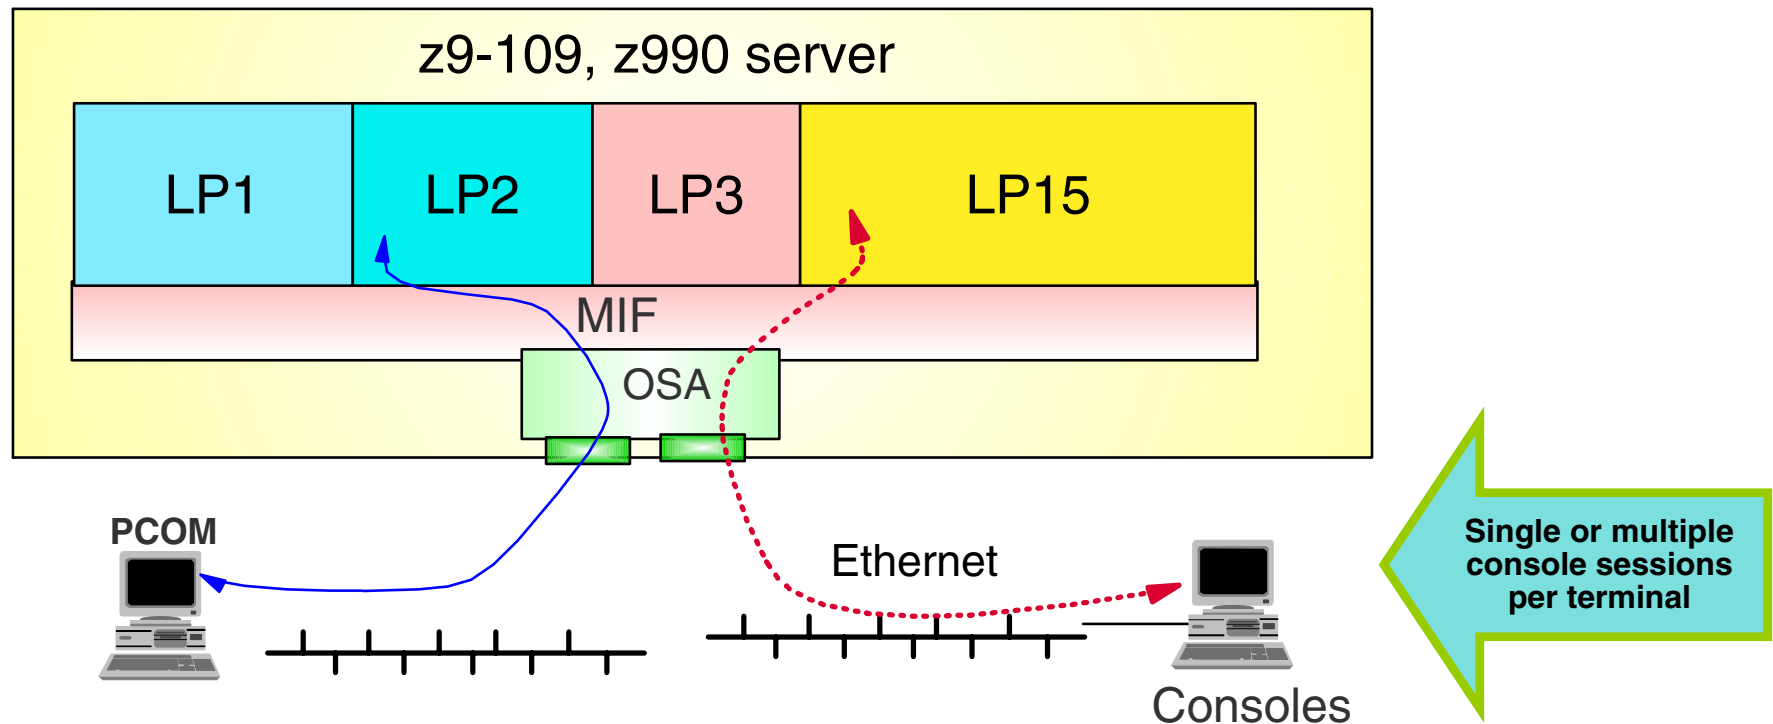 z9-109, z990 server
LP1
LP2
LP3
LP15
MIF
OSA
PCOM
Ethernet
Single or multiple
console sessions
per terminal
Consoles